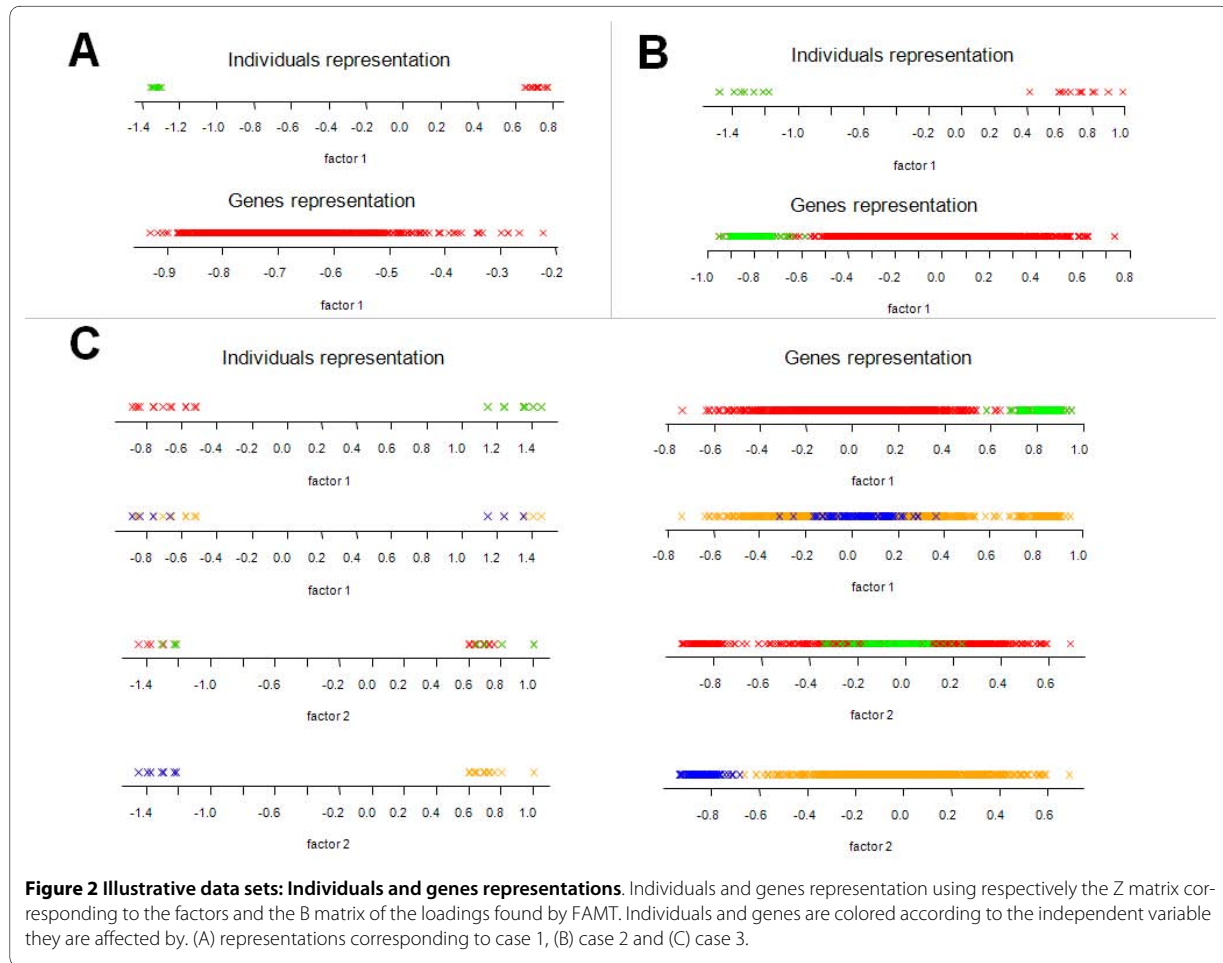 A
Individuals representation
-1.4 -1.2 -1.0 -0.8 -0.6 -0.4 -0.2 0.0 0.2 0.4 0.6 0.8
factor 1
Genes representation
-0.9 -0.8 -0.7 -0.6 -0.5 -0.4 -0.3 -0.2
factor 1
B
Individuals representation
-1.4 -1.0 -0.6 -0.2 0.0 0.2 0.4 0.6 0.8 1.0
factor 1
Genes representation
-1.0 -0.8 -0.6 -0.4 -0.2 0.0 0.2 0.4 0.6 0.8
factor 1
C
Individuals representation
-0.8 -0.6 -0.4 -0.2 0.0 0.2 0.4 0.6 0.8 1.0 1.2 1.4
factor 1
-0.8 -0.6 -0.4 -0.2 0.0 0.2 0.4 0.6 0.8 1.0 1.2 1.4
factor 1
-1.4 -1.0 -0.6 -0.2 0.0 0.2 0.4 0.6 0.8 1.0
factor 2
-1.4 -1.0 -0.6 -0.2 0.0 0.2 0.4 0.6 0.8 1.0
factor 2
Genes representation
-0.8 -0.6 -0.4 -0.2 0.0 0.2 0.4 0.6 0.8 1.0
factor 1
-0.8 -0.6 -0.4 -0.2 0.0 0.2 0.4 0.6 0.8 1.0
factor 1
-0.8 -0.6 -0.4 -0.2 0.0 0.2 0.4 0.6
factor 2
-0.8 -0.6 -0.4 -0.2 0.0 0.2 0.4 0.6
factor 2
Figure 2 Illustrative data sets: Individuals and genes representations. Individuals and genes representation using respectively the Z matrix cor-
responding to the factors and the B matrix of the loadings found by FAMT. Individuals and genes are colored according to the independent variable
they are affected by. (A) representations corresponding to case 1, (B) case 2 and (C) case 3.